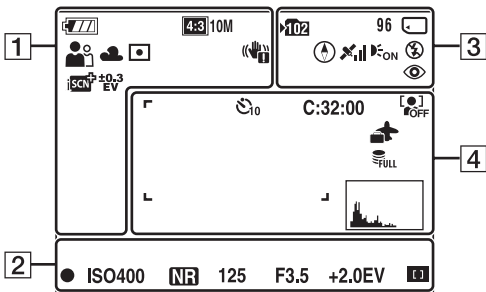 1
4:3 10M
iSCN+ ±0.3 EV
102 96
ON
3
10 C:32:00 OFF
FULL
4
2
ISO400 NR 125 F3.5 +2.0EV